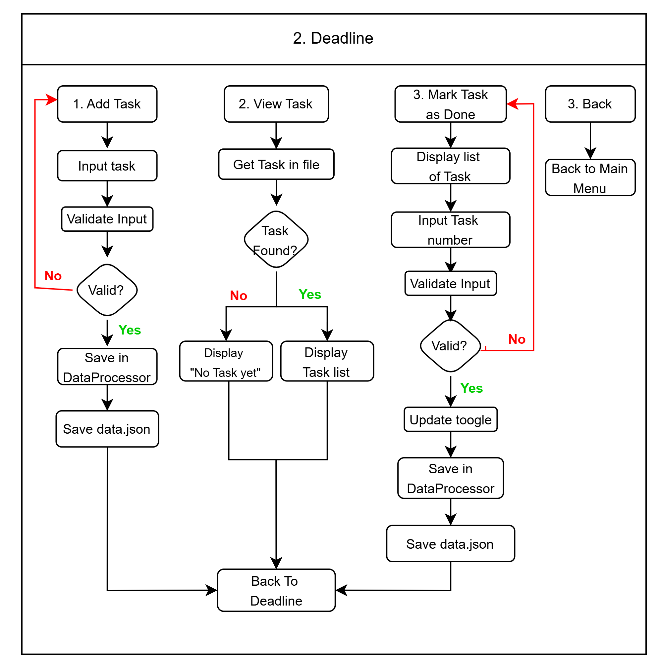 2. Deadline
1. Add Task
Input task
Validate Input
Valid?
No
Yes
Save in
DataProcessor
Save data.json
2. View Task
Get Task in file
Task
Found?
No
Yes
Display
"No Task yet"
Display
Task list
3. Mark Task
as Done
Display list
of Task
Input Task
number
Validate Input
Valid?
No
Yes
Update toogle
Save in
DataProcessor
Save data.json
3. Back
Back to Main
Menu
Back To
Deadline